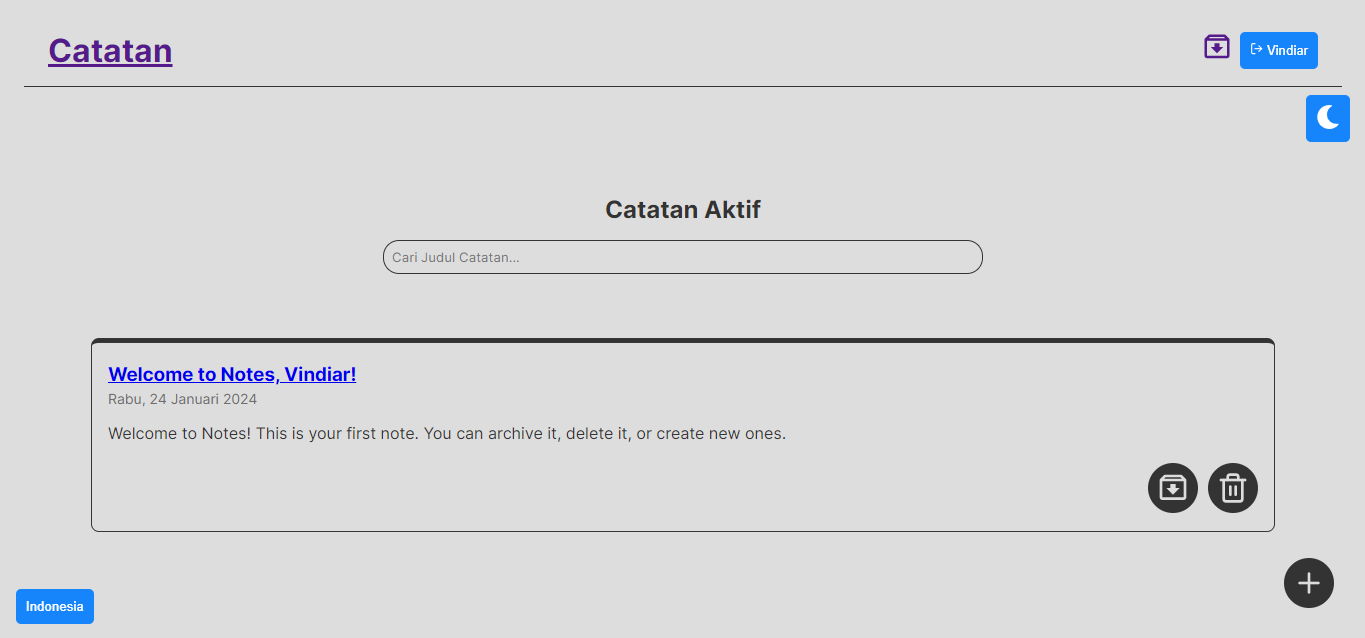 Catatan
Vindiar
Catatan Aktif
Cari Judul Catatan...
Welcome to Notes, Vindiar!
Rabu, 24 Januari 2024
Welcome to Notes! This is your first note. You can archive it, delete it, or create new ones.
Indonesia